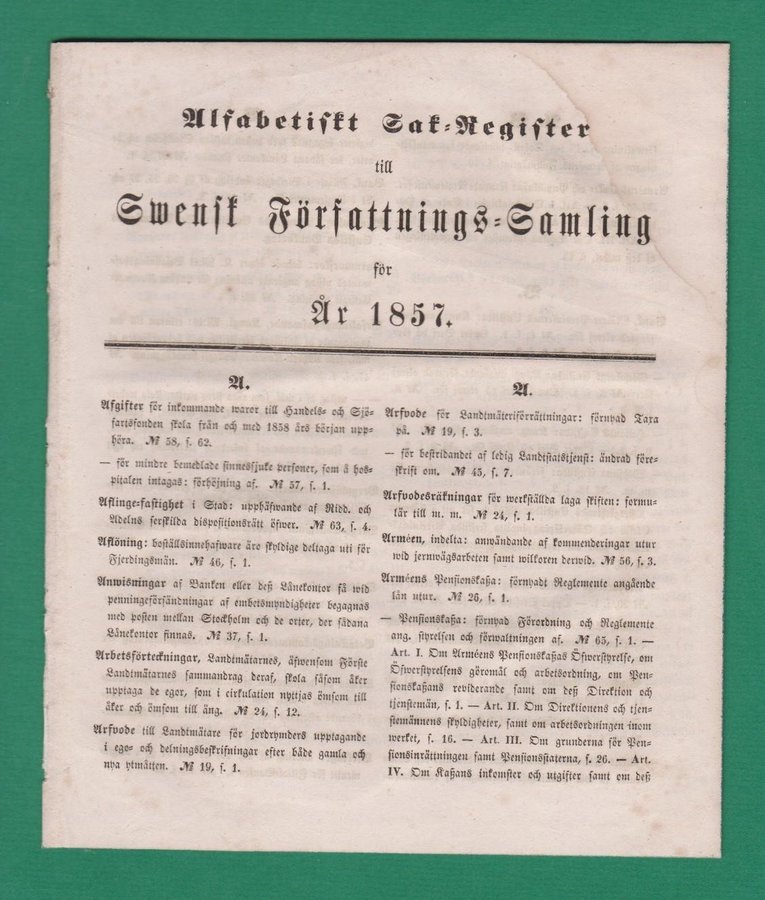 Alfabetiskt Sak-Register
till
Swensk Författnings-Samling
för
År 1857.
A.
Afgifter för inkommande waror till Handels- och Sjö-
fartsfonden skola från och med 1858 års början upp-
höra. № 58, s. 62.
— för mindre bemedlade sinnessjuke personer, som å hos-
pitalen intagas: förhöjning af. № 57, s. 1.
Aflinge-fastighet i Stad: upphäfwande af Ridd. och
Adelns serskilda dispositionsrätt öfwer. № 63, s. 4.
Aflöning: boställsinnehafware äro skyldige deltaga uti för
Fjerdingsmän. № 46, s. 1.
Anwisningar af Banken eller deß Lånekontor få wid
penningeförsändningar af embetsmyndigheter begagnas
med posten mellan Stockholm och de orter, der sådana
Lånekontor finnas. № 37, s. 1.
Arbetsförteckningar, Landtmätarnes, äfwensom Förste
Landtmätarnes sammandrag deraf, skola såsom åker
upptaga de egor, som i cirkulation nyttjas ömsom till
åker och ömsom till äng. № 24, s. 12.
Arfvode till Landtmätare för jordrymders upptagande
i ego- och delningsbeskrifningar efter både gamla och
nya ytmåtten. № 19, s. 1.
A.
Arfvode för Landtmäteriförrättningar: förnyad Taxa
på. № 19, s. 3.
— för bestridandet af ledig Landtstatstjenst: ändrad före-
skrift om. № 45, s. 7.
Arfvodesräkningar för werkställda laga skiften: formu-
lär till m. m. № 24, s. 1.
Arméen, indelta: anwändande af kommenderingar utur
wid jernwägsarbeten samt wilkoren derwid. № 56, s. 3.
Arméens Pensionskaßa: förnyadt Reglemente angående
lån utur. № 26, s. 1.
— Pensionskaßa: förnyad Förordning och Reglemente
ang. styrelsen och förwaltningen af. № 65, s. 1. —
Art. I. Om Arméens Pensionskaßas Öfwerstyrelse, om
Öfwerstyrelsens göromål och arbetsordning, om Pen-
sionskaßans reviderande samt om deß Direktion och
tjenstemän, s. 1. — Art. II. Om Direktionens och tjen-
stemännens skyldigheter, samt om arbetsordningen inom
werket, s. 16. — Art. III. Om grunderna för Pen-
sionsinrättningen samt Pensionsstaterna, s. 26. — Art.
IV. Om Kaßans inkomster och utgifter samt om deß